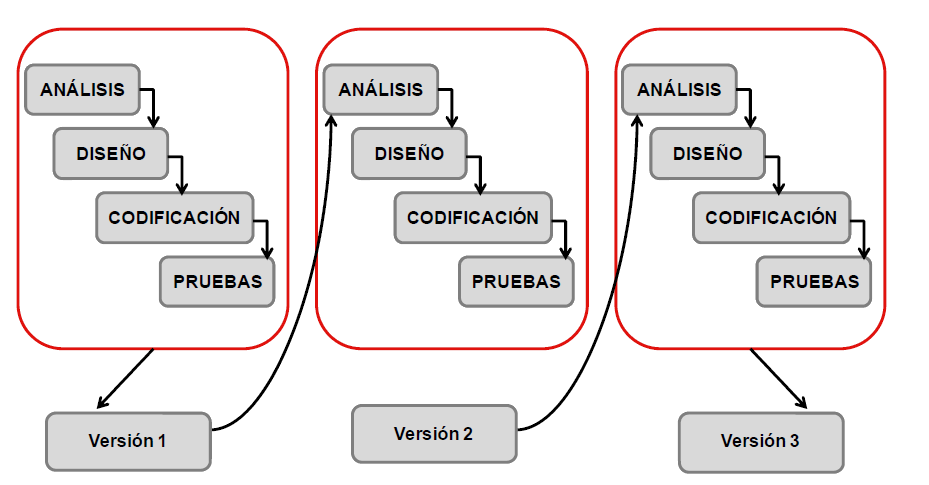 ANÁLISIS
DISEÑO
CODIFICACIÓN
PRUEBAS
Versión 1
ANÁLISIS
DISEÑO
CODIFICACIÓN
PRUEBAS
Versión 2
ANÁLISIS
DISEÑO
CODIFICACIÓN
PRUEBAS
Versión 3